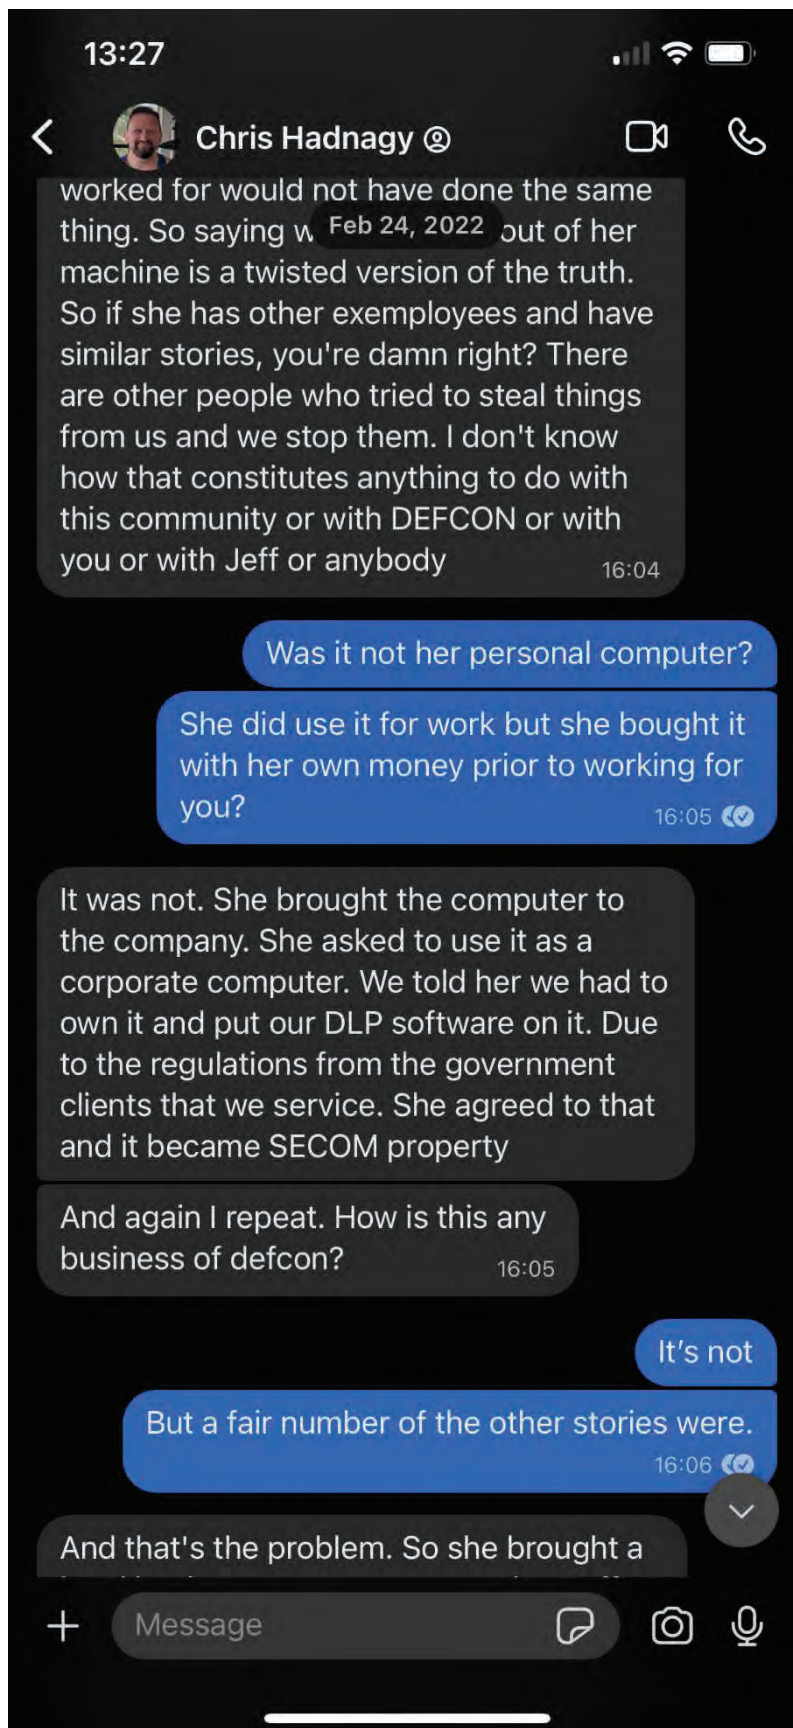 13:27
Chris Hadnagy
worked for would not have done the same
thing. So saying w
Feb 24, 2022
out of her
machine is a twisted version of the truth.
So if she has other exemployees and have
similar stories, you're damn right? There
are other people who tried to steal things
from us and we stop them. I don't know
how that constitutes anything to do with
this community or with DEFCON or with
you or with Jeff or anybody
16:04
Was it not her personal computer?
She did use it for work but she bought it
with her own money prior to working for
you?
16:05
It was not. She brought the computer to
the company. She asked to use it as a
corporate computer. We told her we had to
own it and put our DLP software on it. Due
to the regulations from the government
clients that we service. She agreed to that
and it became SECOM property
And again I repeat. How is this any
business of defcon?
16:05
It’s not
But a fair number of the other stories were.
16:06
And that's the problem. So she brought a
Message